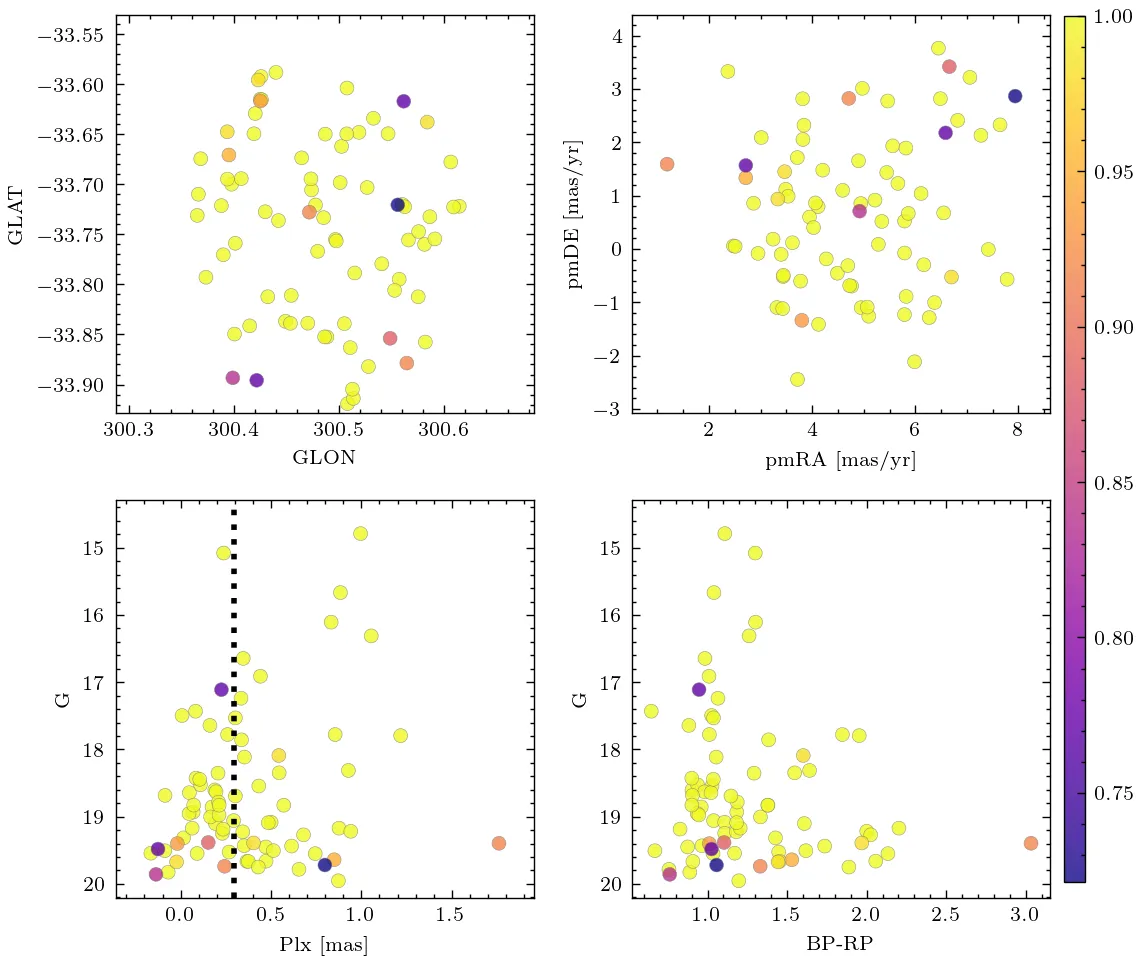 −33.55
−33.60
−33.65
−33.70
−33.75
−33.80
−33.85
−33.90
GLAT
300.3 300.4 300.5 300.6
GLON
4
3
2
1
0
−1
−2
−3
pmDE [mas/yr]
2 4 6 8
pmRA [mas/yr]
15
16
17
18
19
20
G
0.0 0.5 1.0 1.5
Plx [mas]
15
16
17
18
19
20
G
1.0 1.5 2.0 2.5 3.0
BP-RP
1.00
0.95
0.90
0.85
0.80
0.75